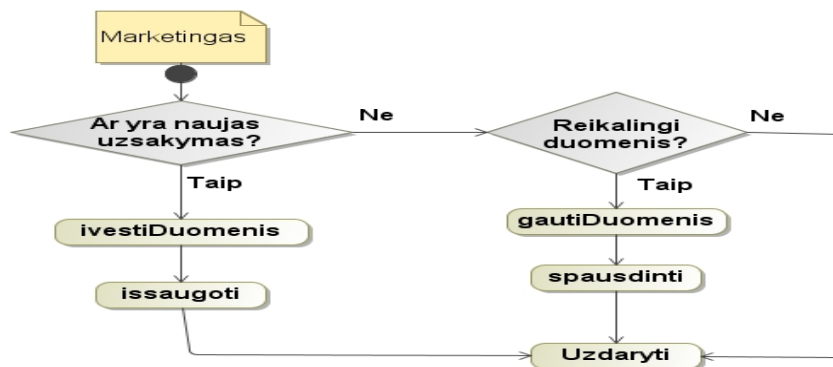 Marketingas
Ar yra naujas
uzsakymas?
Ne
Reikalingi
duomenis?
Ne
Taip
Taip
ivestiDuomenis
gautiDuomenis
issaugoti
spausdinti
Uzdaryti